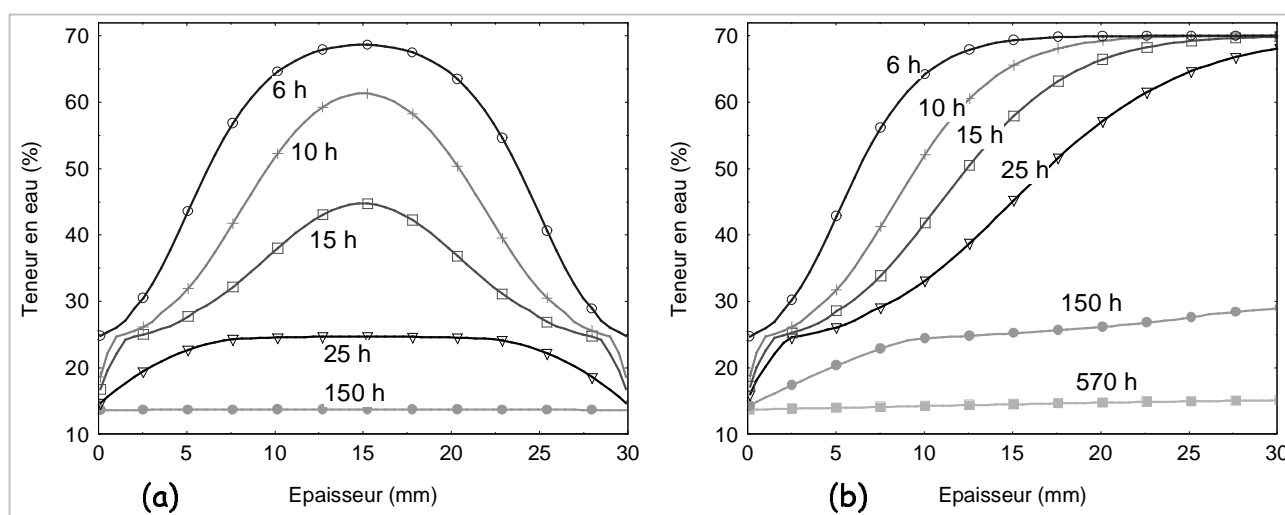 70
60
50
40
30
20
10
Teneur en eau (%)
6 h
10 h
15 h
25 h
150 h
0 5 10 15 20 25 30
(a) Epaisseur (mm)
70
60
50
40
30
20
10
Teneur en eau (%)
6 h
10 h
15 h
25 h
150 h
570 h
0 5 10 15 20 25 30
(b) Epaisseur (mm)